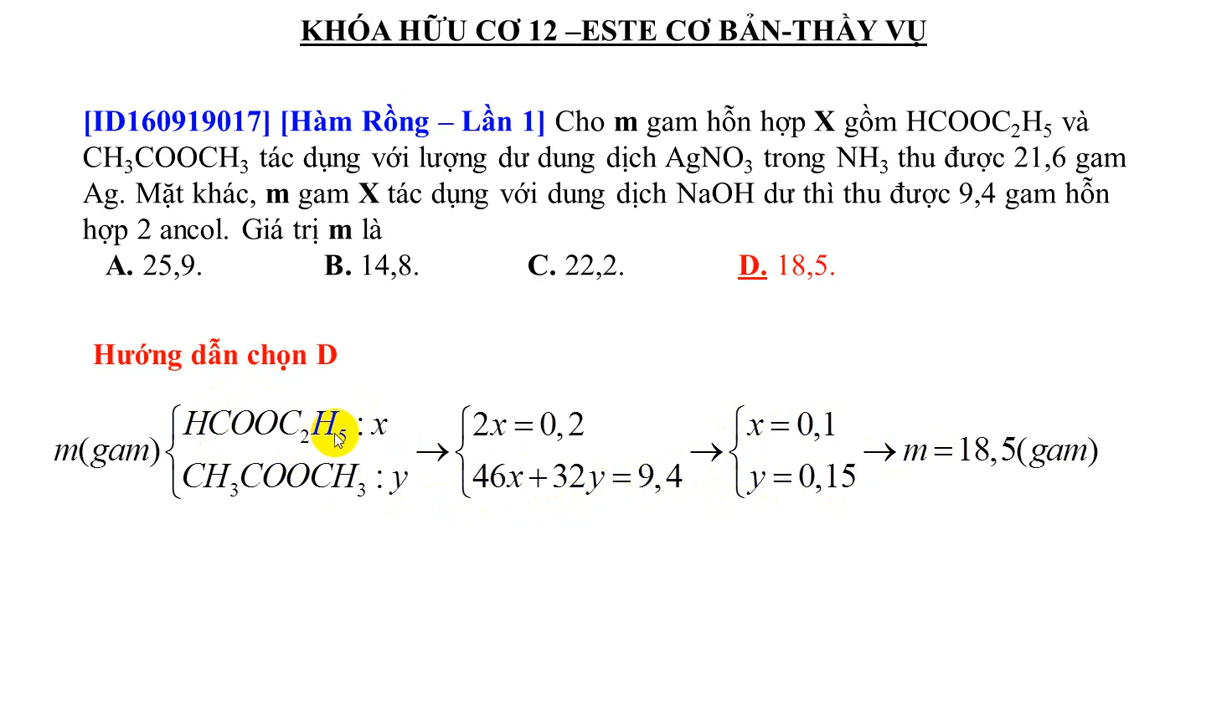 KHÓA HỮU CƠ 12 –ESTE CƠ BẢN-THẦY VỤ
[ID160919017] [Hàm Rồng – Lần 1] Cho m gam hỗn hợp X gồm HCOOC₂H₅ và
CH₃COOCH₃ tác dụng với lượng dư dung dịch AgNO₃ trong NH₃ thu được 21,6 gam
Ag. Mặt khác, m gam X tác dụng với dung dịch NaOH dư thì thu được 9,4 gam hỗn
hợp 2 ancol. Giá trị m là
A. 25,9. B. 14,8. C. 22,2. D. 18,5.
Hướng dẫn chọn D
m(gam) { HCOOC₂H₅ : x → { 2x = 0,2 → { x = 0,1 → m = 18,5(gam)
CH₃COOCH₃ : y 46x + 32y = 9,4 y = 0,15